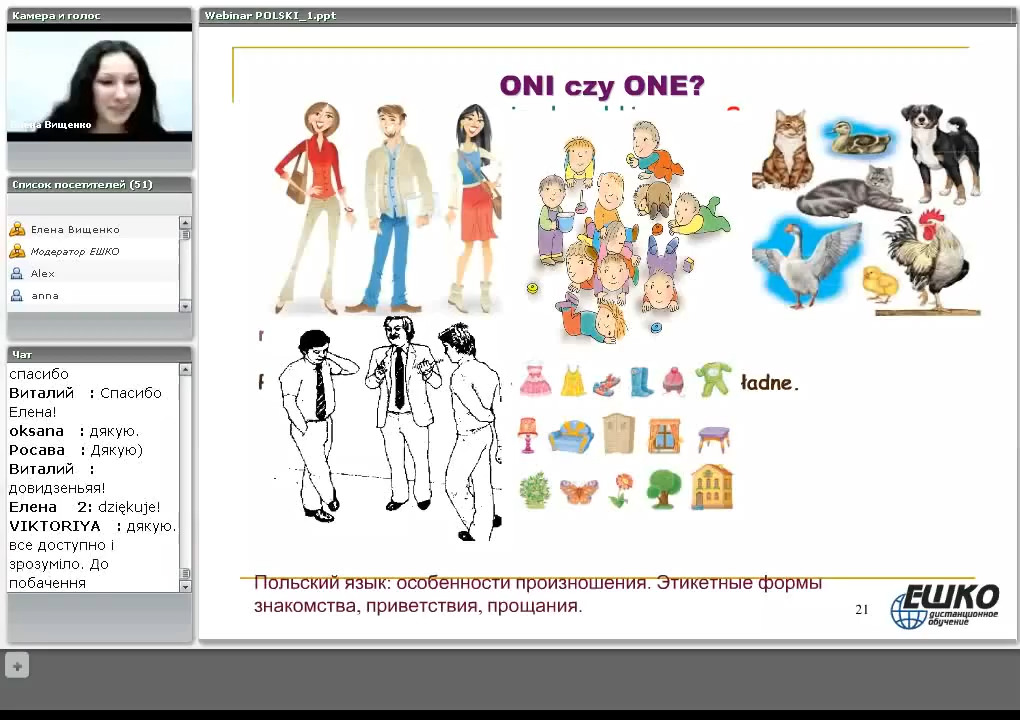 Камера и голос
Елена Вищенко
Список посетителей (51)
Елена Вищенко
Модератор ЕШКО
Alex
anna
Чат
спасибо
Виталий : Спасибо
Елена!
oksana : дякую.
Росава : Дякую)
Виталий :
довидзеньяя!
Елена 2: dziękuje!
VIKTORIYA : дякую.
все доступно і
зрозуміло. До
побачення
Webinar POLSKI_1.ppt
ONI czy ONE?
ładne.
Польский язык: особенности произношения. Этикетные формы
знакомства, приветствия, прощания.
21
ЕШКО
дистанционное
обучение